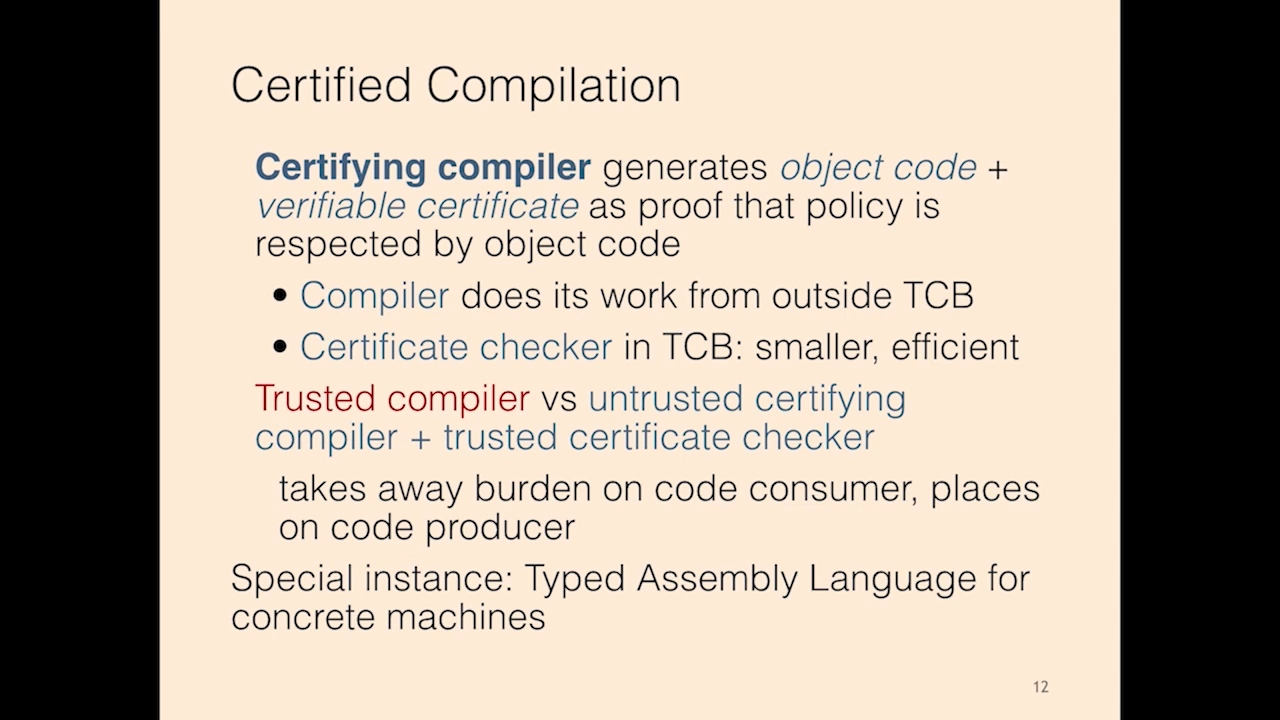 Certified Compilation
Certifying compiler generates object code +
verifiable certificate as proof that policy is
respected by object code
• Compiler does its work from outside TCB
• Certificate checker in TCB: smaller, efficient
Trusted compiler vs untrusted certifying
compiler + trusted certificate checker
takes away burden on code consumer, places
on code producer
Special instance: Typed Assembly Language for
concrete machines
12